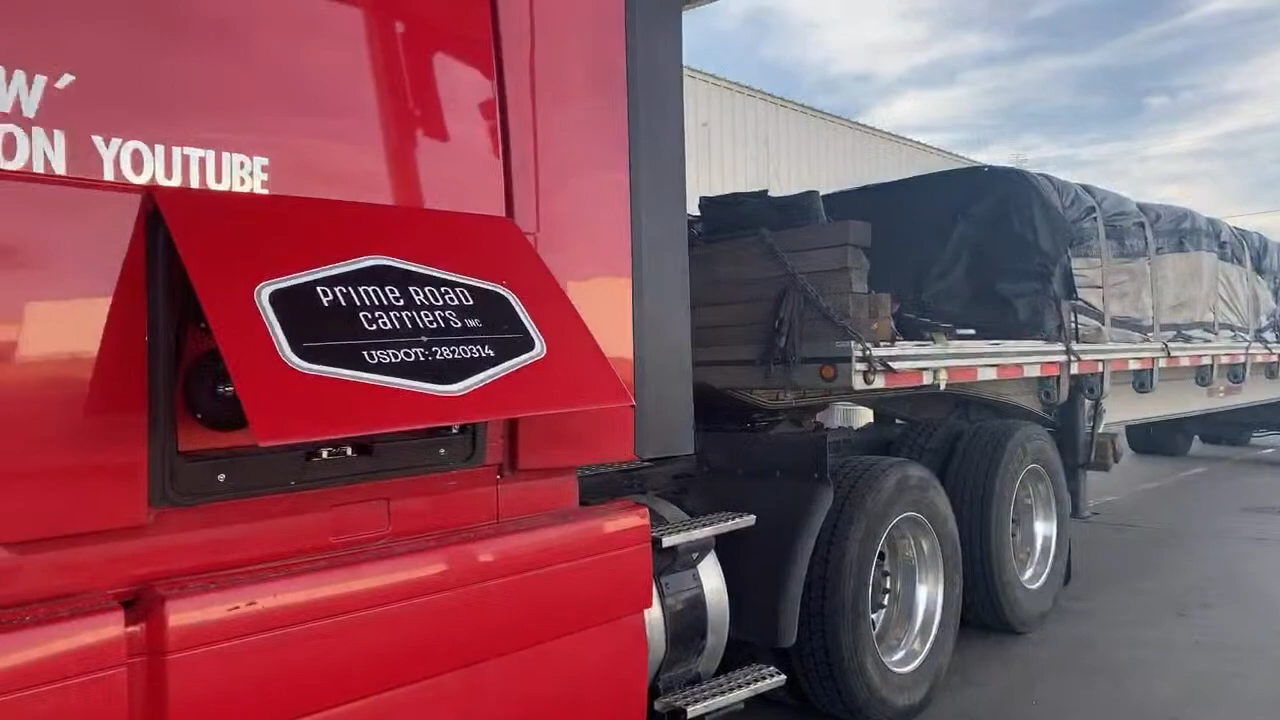 W'
ON YOUTUBE
Prime Road
Carriers INC
USDOT: 2820314